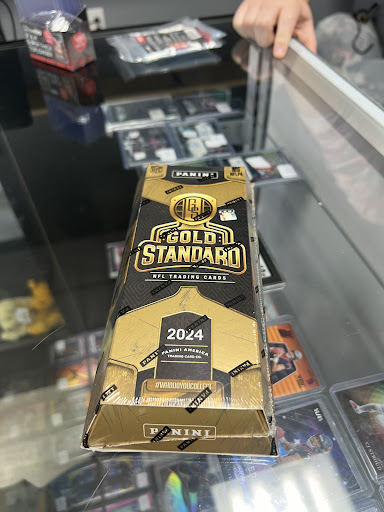 PANINI
GOLD
STANDARD
NFL TRADING CARDS
2024
PANINI AMERICA
TRADING CARD CO.
#WHODOYOUCOLLECT
PANINI